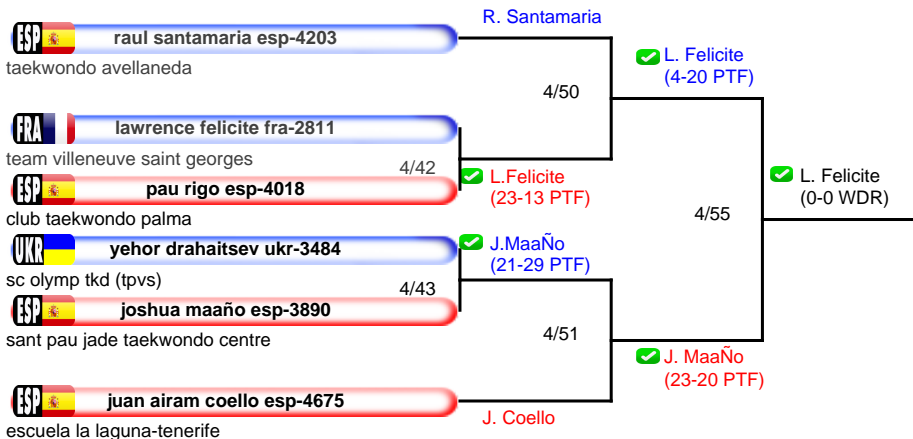 R. Santamaria
ESP raul santamaria esp-4203
taekwondo avellaneda
L. Felicite
(4-20 PTF)
4/50
FRA lawrence felicite fra-2811
team villeneuve saint georges
4/42
L.Felicite
(23-13 PTF)
ESP pau rigo esp-4018
club taekwondo palma
L. Felicite
(0-0 WDR)
4/55
UKR yehor drahaitsev ukr-3484
sc olymp tkd (tpvs)
J.MaaÑo
(21-29 PTF)
4/43
ESP joshua maaño esp-3890
sant pau jade taekwondo centre
4/51
J. MaaÑo
(23-20 PTF)
ESP juan airam coello esp-4675
escuela la laguna-tenerife
J. Coello